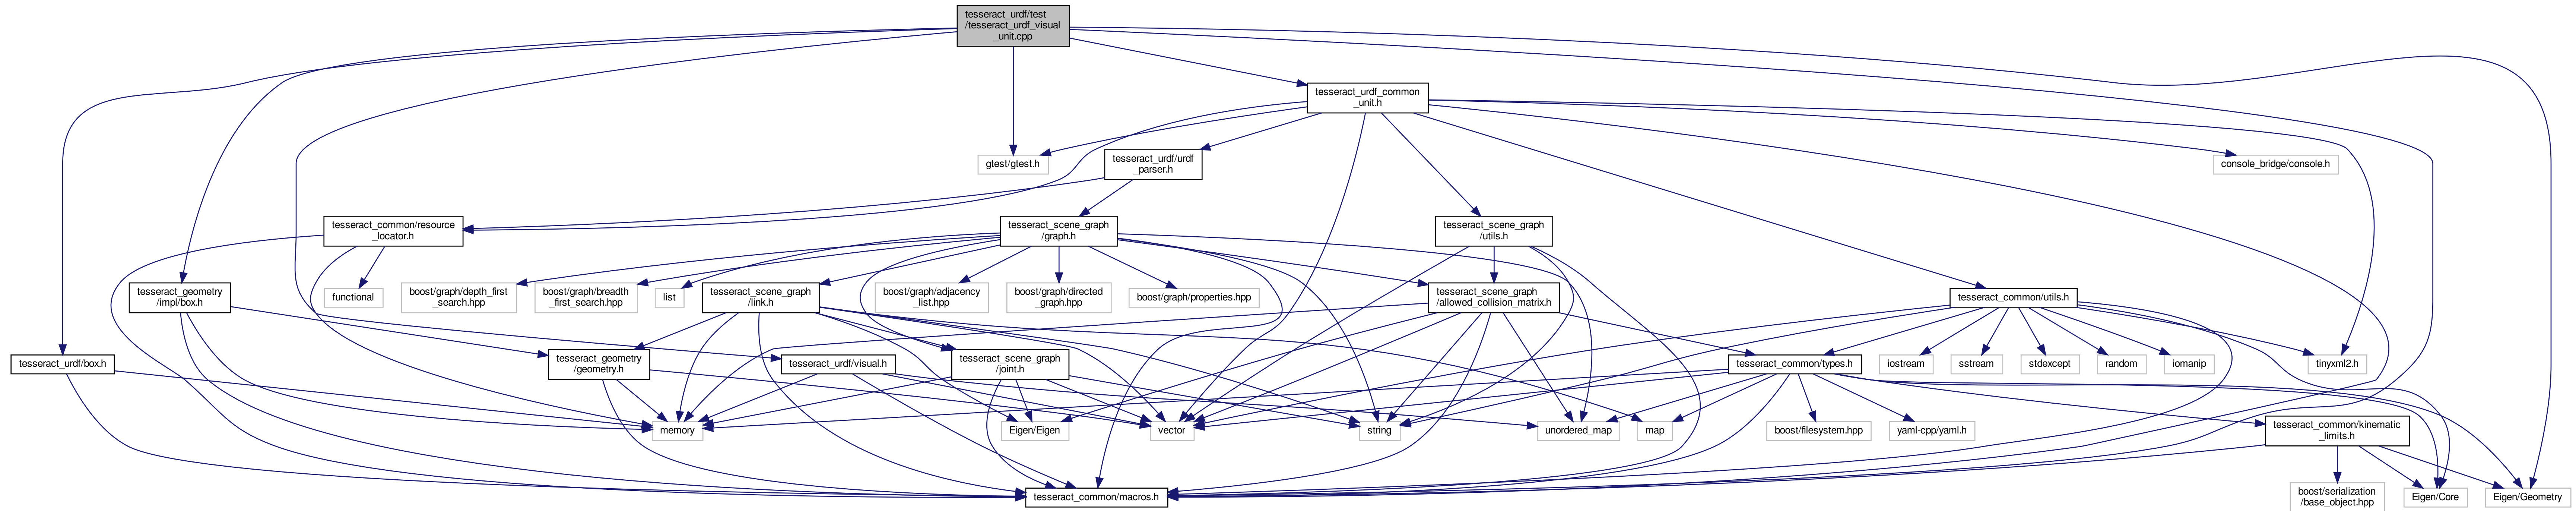 tesseract_urdf/test
/tesseract_urdf_visual
_unit.cpp
tesseract_urdf_common
_unit.h
gtest/gtest.h
tesseract_urdf/urdf
_parser.h
console_bridge/console.h
tesseract_common/resource
_locator.h
tesseract_scene_graph
/graph.h
tesseract_scene_graph
/utils.h
tesseract_geometry
/impl/box.h
functional
boost/graph/depth_first
_search.hpp
boost/graph/breadth
_first_search.hpp
list
tesseract_scene_graph
/link.h
boost/graph/adjacency
_list.hpp
boost/graph/directed
_graph.hpp
boost/graph/properties.hpp
tesseract_scene_graph
/allowed_collision_matrix.h
tesseract_common/utils.h
tesseract_urdf/box.h
tesseract_geometry
/geometry.h
tesseract_urdf/visual.h
tesseract_scene_graph
/joint.h
tesseract_common/types.h
iostream
sstream
stdexcept
random
iomanip
tinyxml2.h
memory
Eigen/Eigen
vector
string
unordered_map
map
boost/filesystem.hpp
yaml-cpp/yaml.h
tesseract_common/kinematic
_limits.h
tesseract_common/macros.h
boost/serialization
/base_object.hpp
Eigen/Core
Eigen/Geometry